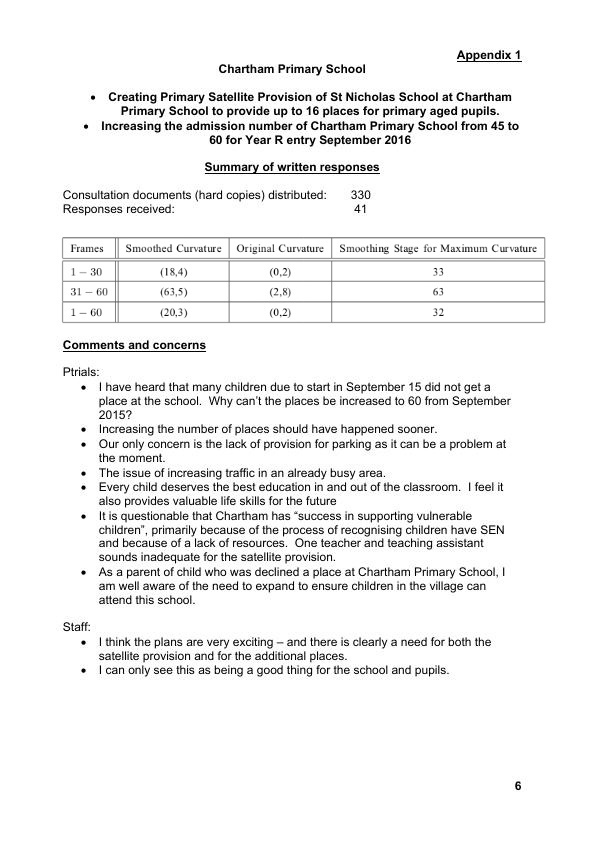 Appendix 1
Chartham Primary School
• Creating Primary Satellite Provision of St Nicholas School at Chartham
Primary School to provide up to 16 places for primary aged pupils.
• Increasing the admission number of Chartham Primary School from 45 to
60 for Year R entry September 2016
Summary of written responses
Consultation documents (hard copies) distributed: 330
Responses received: 41
Frames Smoothed Curvature Original Curvature Smoothing Stage for Maximum Curvature
1 – 30 (18,4) (0,2) 33
31 – 60 (63,5) (2,8) 63
1 – 60 (20,3) (0,2) 32
Comments and concerns
Ptrials:
• I have heard that many children due to start in September 15 did not get a
place at the school. Why can't the places be increased to 60 from September
2015?
• Increasing the number of places should have happened sooner.
• Our only concern is the lack of provision for parking as it can be a problem at
the moment.
• The issue of increasing traffic in an already busy area.
• Every child deserves the best education in and out of the classroom. I feel it
also provides valuable life skills for the future
• It is questionable that Chartham has “success in supporting vulnerable
children”, primarily because of the process of recognising children have SEN
and because of a lack of resources. One teacher and teaching assistant
sounds inadequate for the satellite provision.
• As a parent of child who was declined a place at Chartham Primary School, I
am well aware of the need to expand to ensure children in the village can
attend this school.
Staff:
• I think the plans are very exciting – and there is clearly a need for both the
satellite provision and for the additional places.
• I can only see this as being a good thing for the school and pupils.
6